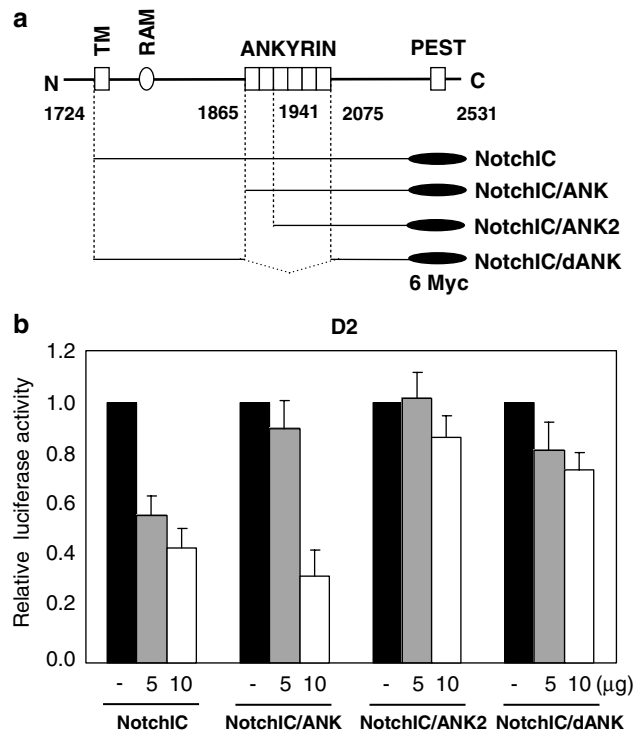 a
TM RAM ANKYRIN PEST
N C
1724 1865 1941 2075 2531
NotchIC
NotchIC/ANK
NotchIC/ANK2
NotchIC/dANK
6 Myc
b D2
Relative luciferase activity
1.2
1.0
0.8
0.6
0.4
0.2
0.0
- 5 10 - 5 10 - 5 10 - 5 10 (μg)
NotchIC NotchIC/ANK NotchIC/ANK2 NotchIC/dANK